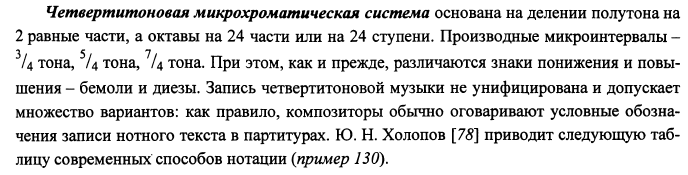 Четвертитоновая микрохроматическая система основана на делении полутона на
2 равные части, а октавы на 24 части или на 24 ступени. Производные микроинтервалы –
3/4 тона, 5/4 тона, 7/4 тона. При этом, как и прежде, различаются знаки понижения и повы-
шения – бемоли и диезы. Запись четвертитоновой музыки не унифицирована и допускает
множество вариантов: как правило, композиторы обычно оговаривают условные обозна-
чения записи нотного текста в партитурах. Ю. Н. Холопов [78] приводит следующую таб-
лицу современных способов нотации (пример 130).